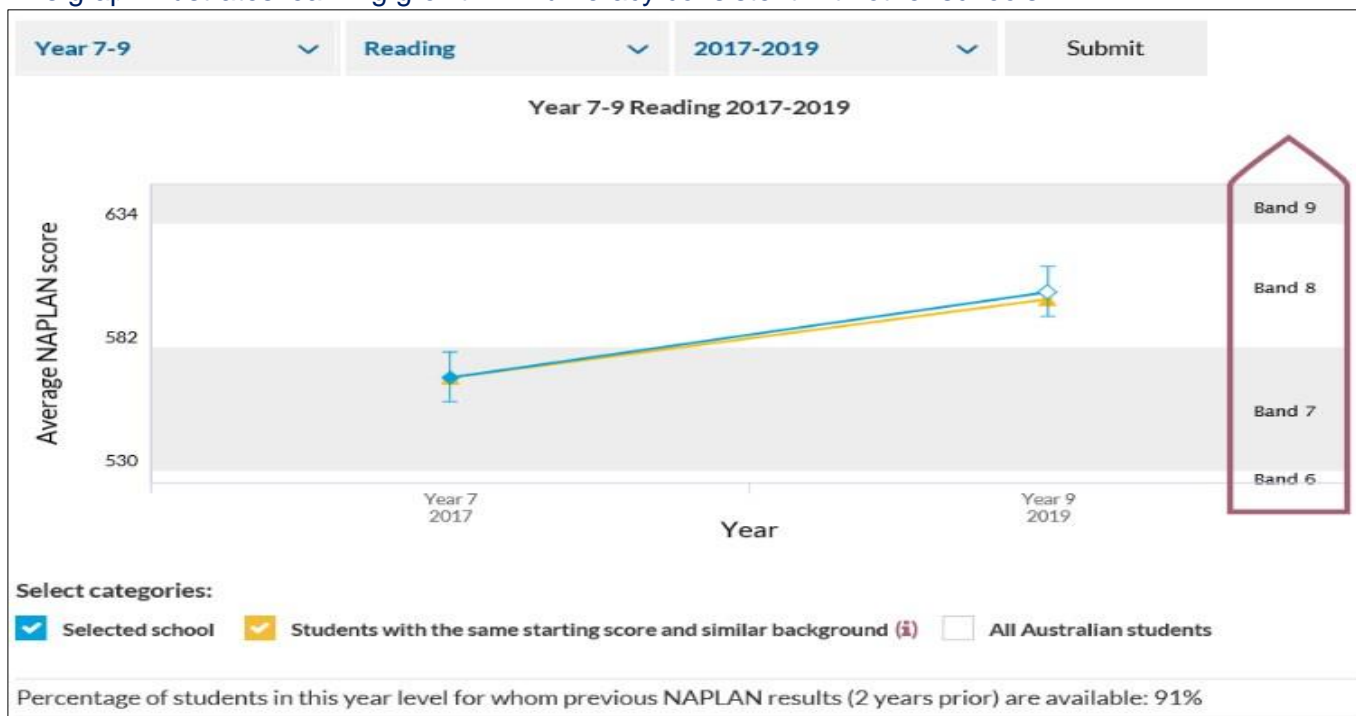 Year 7-9 Reading 2017-2019 Submit
Year 7-9 Reading 2017-2019
Average NAPLAN score
634
582
530
Band 9
Band 8
Band 7
Band 6
Year 7
2017
Year 9
2019
Year
Select categories:
Selected school Students with the same starting score and similar background (i) All Australian students
Percentage of students in this year level for whom previous NAPLAN results (2 years prior) are available: 91%